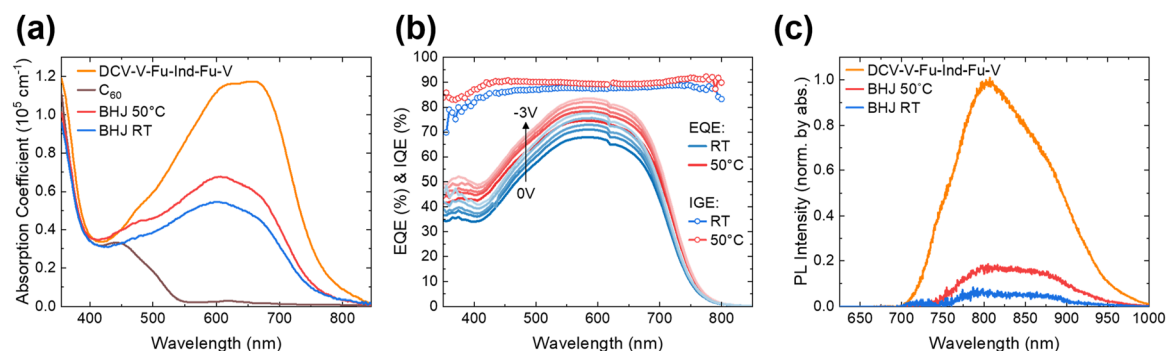 (a)
Absorption Coefficient (10⁵ cm⁻¹)
1.2
1.0
0.8
0.6
0.4
0.2
0.0
DCV-V-Fu-Ind-Fu-V
C₆₀
BHJ 50°C
BHJ RT
400
500
600
700
800
Wavelength (nm)
(b)
EQE (%) & IQE (%)
100
90
80
70
60
50
40
30
20
10
0
-3V
0V
EQE:
RT
50°C
IGE:
RT
50°C
400
500
600
700
800
Wavelength (nm)
(c)
PL Intensity (norm. by abs.)
1.0
0.8
0.6
0.4
0.2
0.0
DCV-V-Fu-Ind-Fu-V
BHJ 50°C
BHJ RT
650
700
750
800
850
900
950
1000
Wavelength (nm)